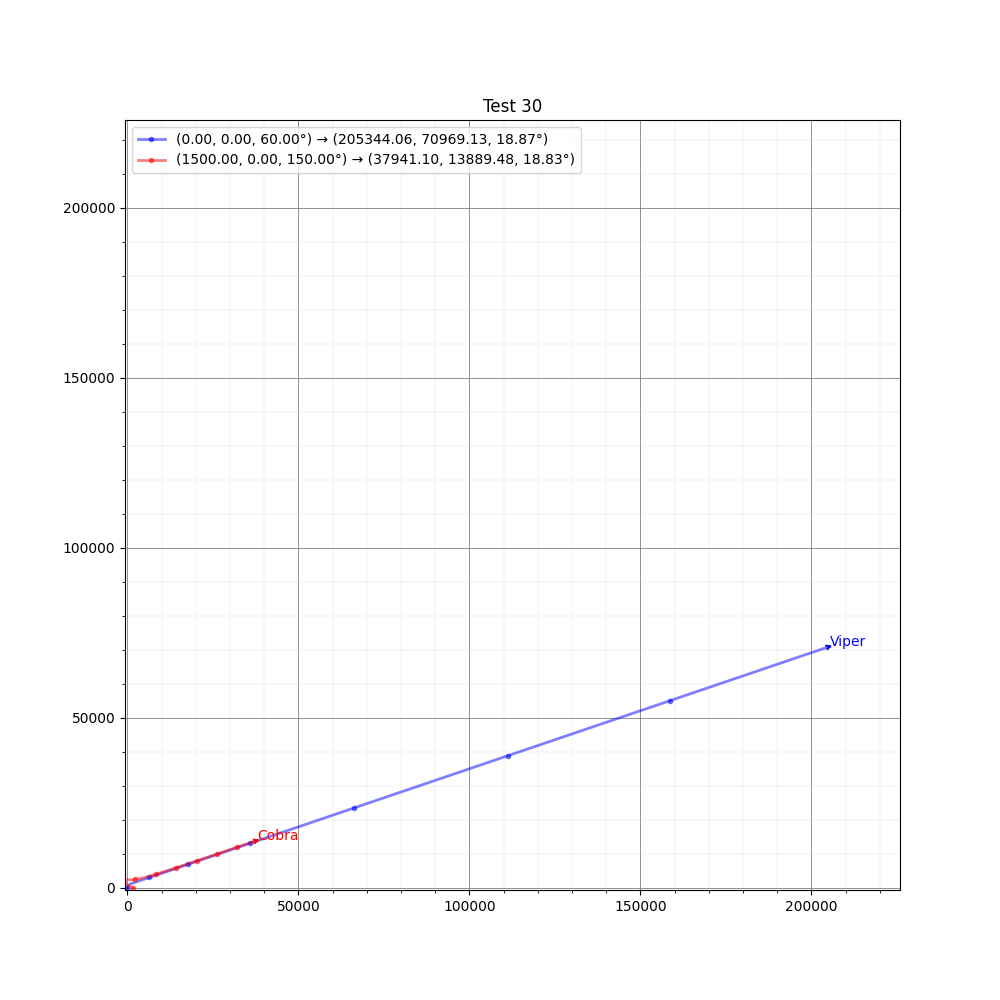 Test 30
(0.00, 0.00, 60.00°) → (205344.06, 70969.13, 18.87°)
(1500.00, 0.00, 150.00°) → (37941.10, 13889.48, 18.83°)
200000
150000
100000
Viper
50000
Cobra
0
0 50000 100000 150000 200000